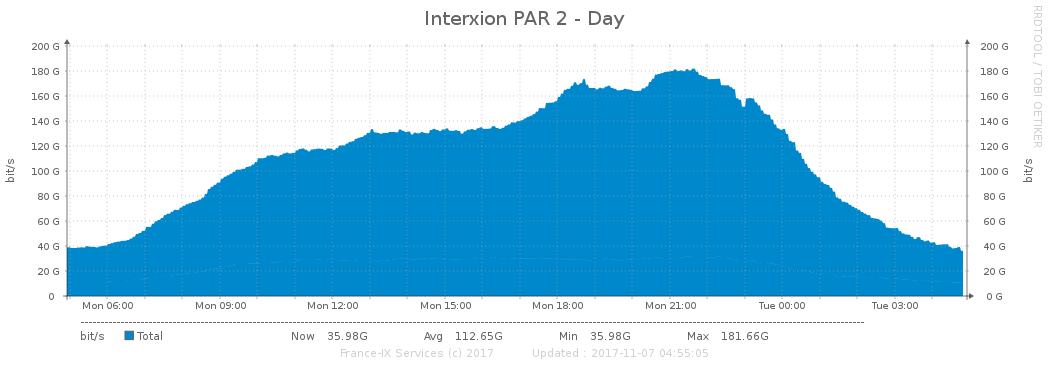 Interxion PAR 2 - Day
RRDTOOL / TOBI OETIKER
200 G 200 G
180 G 180 G
160 G 160 G
140 G 140 G
120 G 120 G
100 G 100 G
80 G 80 G
60 G 60 G
40 G 40 G
20 G 20 G
0 0 G
bit/s bit/s
Mon 06:00 Mon 09:00 Mon 12:00 Mon 15:00 Mon 18:00 Mon 21:00 Tue 00:00 Tue 03:00
bit/s Total Now 35.98G Avg 112.65G Min 35.98G Max 181.66G
France-IX Services (c) 2017 Updated : 2017-11-07 04:55:05